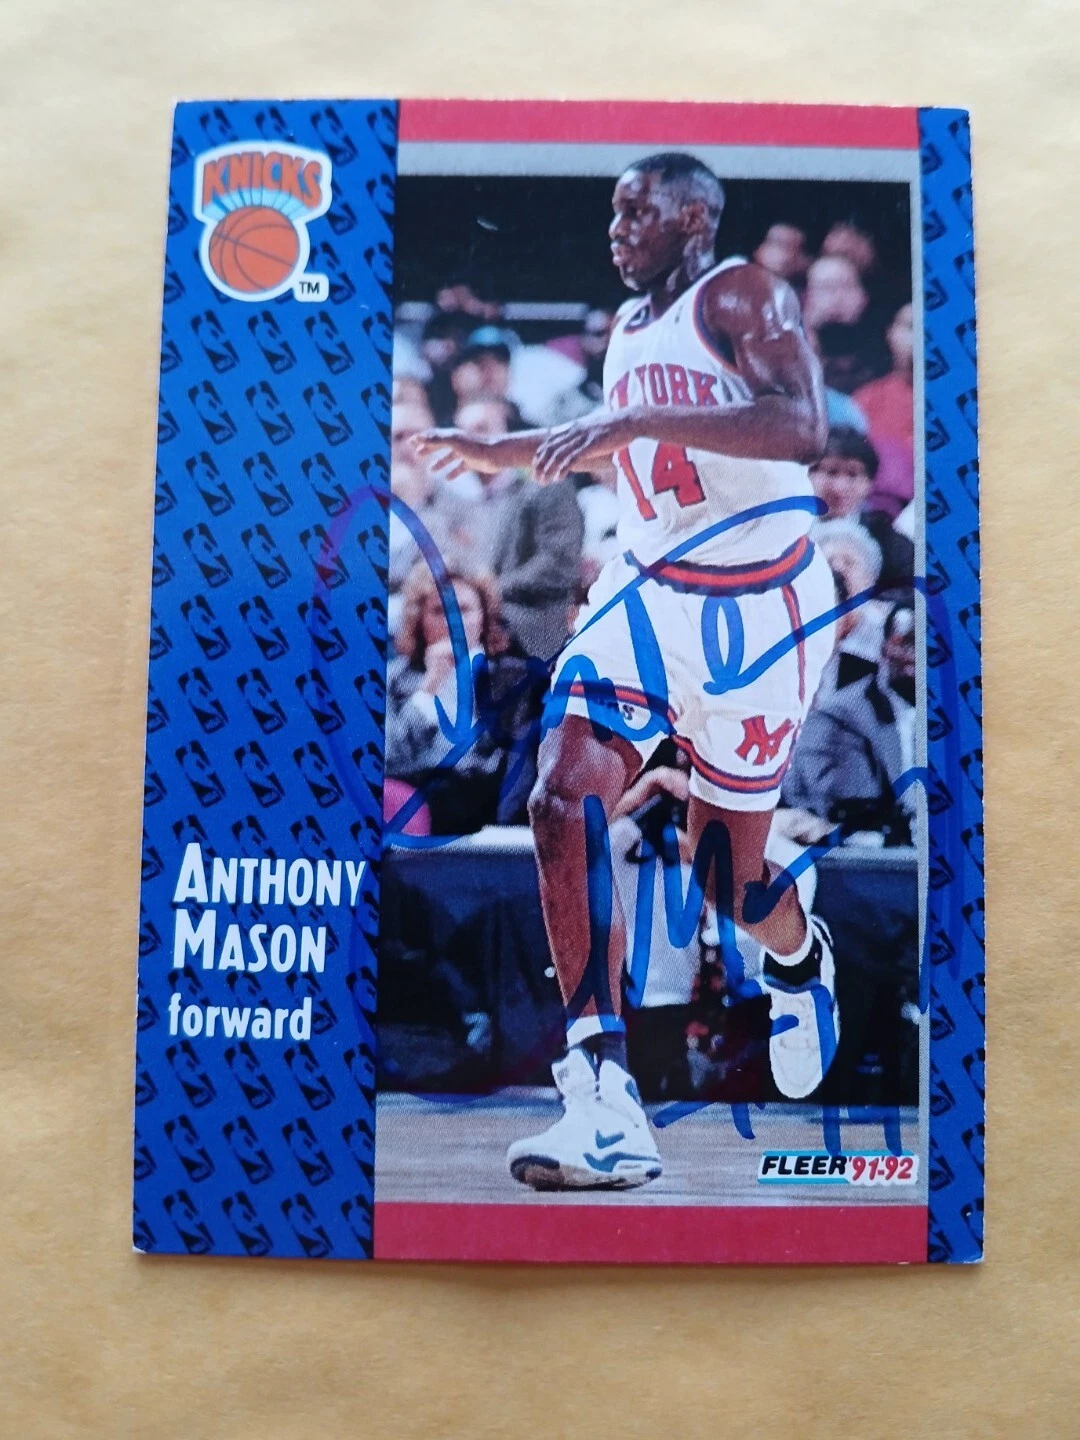 KNICKS
TM
NEW YORK
14
NY
ANTHONY
MASON
forward
FLEER '91-'92